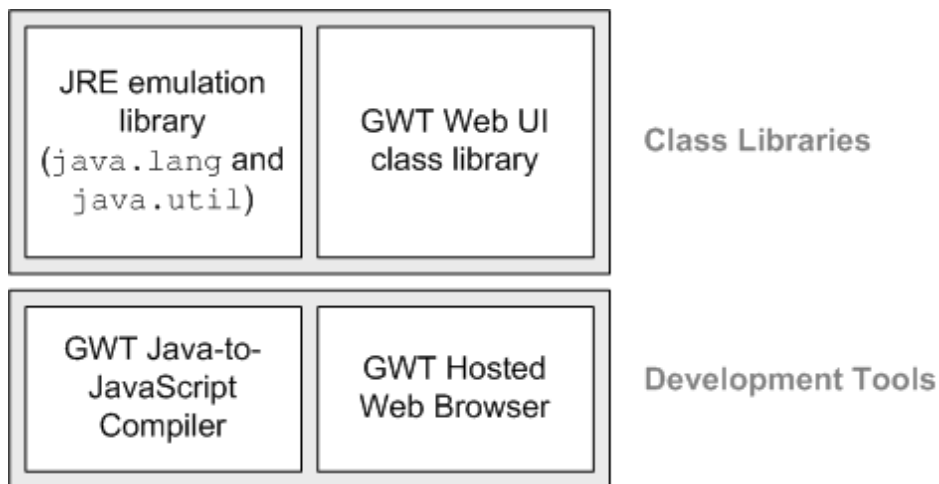 JRE emulation
library
(java.lang and
java.util)
GWT Web UI
class library
Class Libraries
GWT Java-to-
JavaScript
Compiler
GWT Hosted
Web Browser
Development Tools